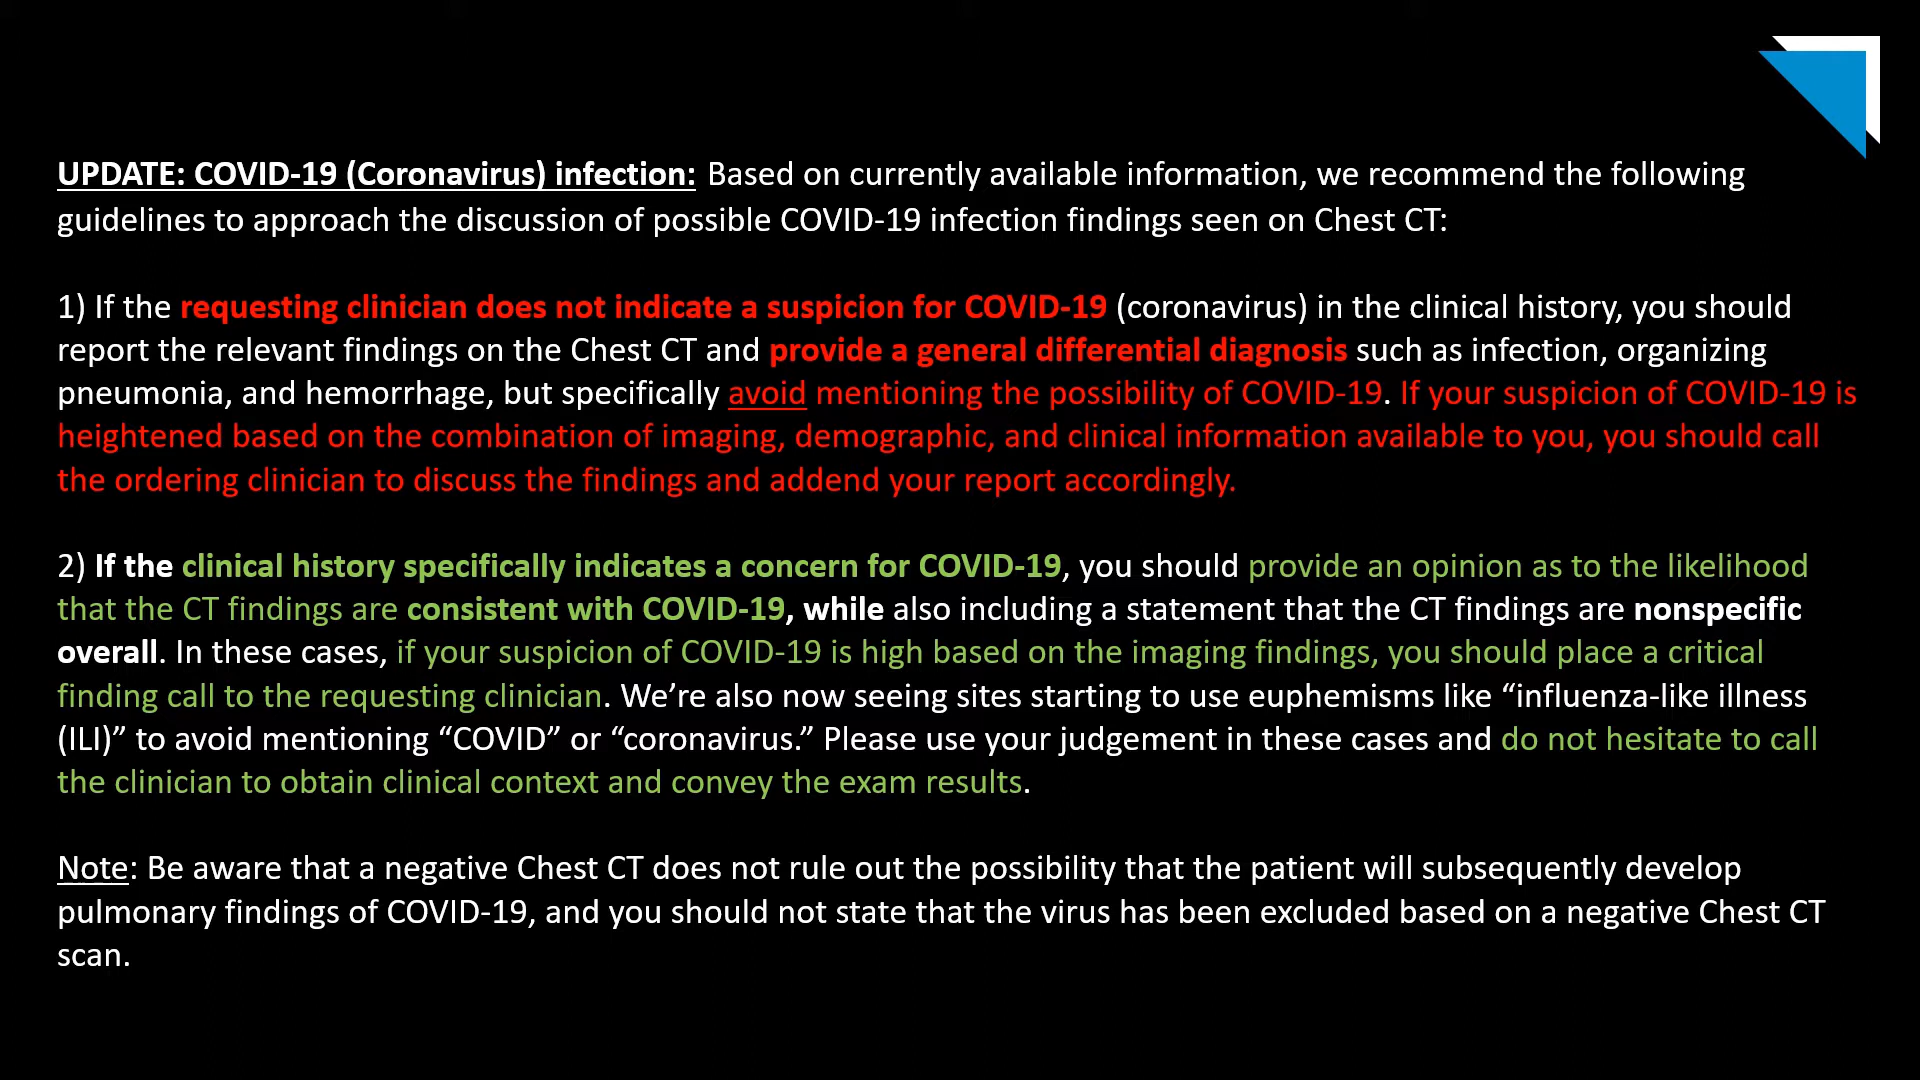 UPDATE: COVID-19 (Coronavirus) infection: Based on currently available information, we recommend the following
guidelines to approach the discussion of possible COVID-19 infection findings seen on Chest CT:
1) If the requesting clinician does not indicate a suspicion for COVID-19 (coronavirus) in the clinical history, you should
report the relevant findings on the Chest CT and provide a general differential diagnosis such as infection, organizing
pneumonia, and hemorrhage, but specifically avoid mentioning the possibility of COVID-19. If your suspicion of COVID-19 is
heightened based on the combination of imaging, demographic, and clinical information available to you, you should call
the ordering clinician to discuss the findings and addend your report accordingly.
2) If the clinical history specifically indicates a concern for COVID-19, you should provide an opinion as to the likelihood
that the CT findings are consistent with COVID-19, while also including a statement that the CT findings are nonspecific
overall. In these cases, if your suspicion of COVID-19 is high based on the imaging findings, you should place a critical
finding call to the requesting clinician. We’re also now seeing sites starting to use euphemisms like “influenza-like illness
(ILI)” to avoid mentioning “COVID” or “coronavirus.” Please use your judgement in these cases and do not hesitate to call
the clinician to obtain clinical context and convey the exam results.
Note: Be aware that a negative Chest CT does not rule out the possibility that the patient will subsequently develop
pulmonary findings of COVID-19, and you should not state that the virus has been excluded based on a negative Chest CT
scan.